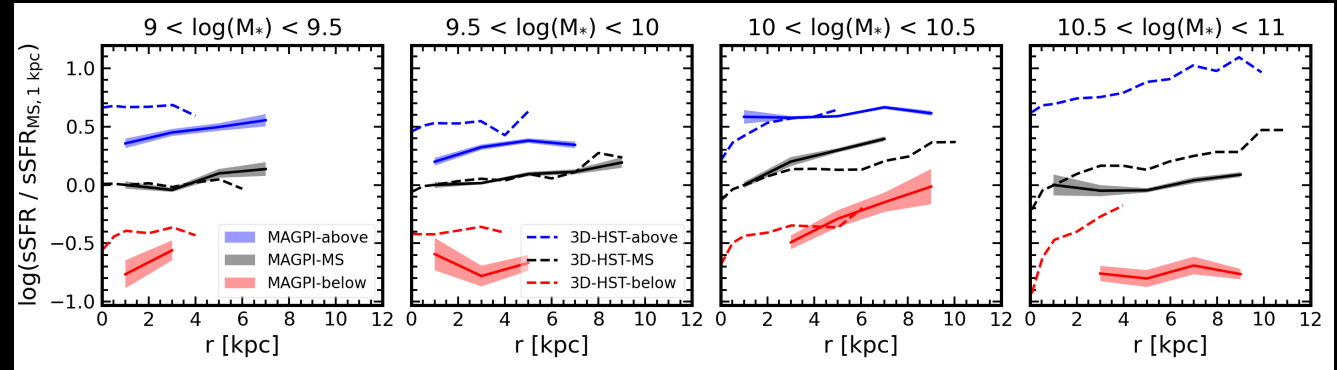 9 < log(M*) < 9.5
9.5 < log(M*) < 10
10 < log(M*) < 10.5
10.5 < log(M*) < 11
log(sSFR / sSFR_MS, 1 kpc)
1.0
0.5
0.0
−0.5
−1.0
MAGPI-above
MAGPI-MS
MAGPI-below
3D-HST-above
3D-HST-MS
3D-HST-below
0 2 4 6 8 10 12
0 2 4 6 8 10 12
0 2 4 6 8 10 12
0 2 4 6 8 10 12
r [kpc]
r [kpc]
r [kpc]
r [kpc]